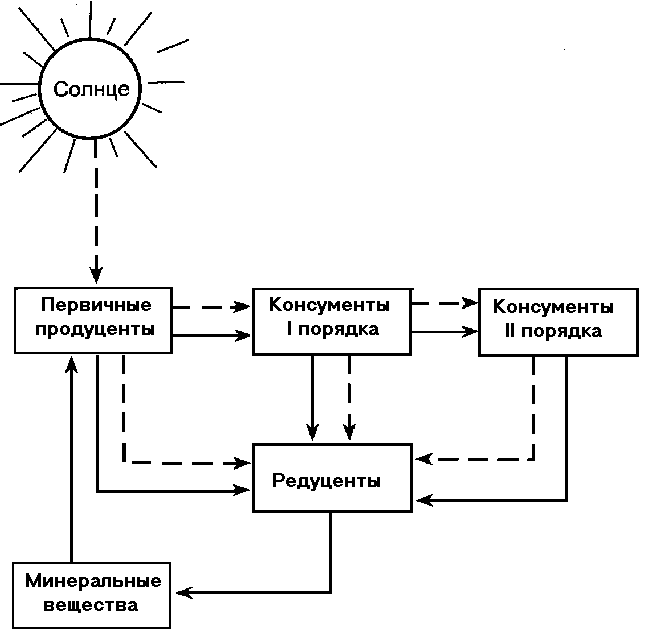 Солнце
Первичные
продуценты
Консументы
I порядка
Консументы
II порядка
Редуценты
Минеральные
вещества